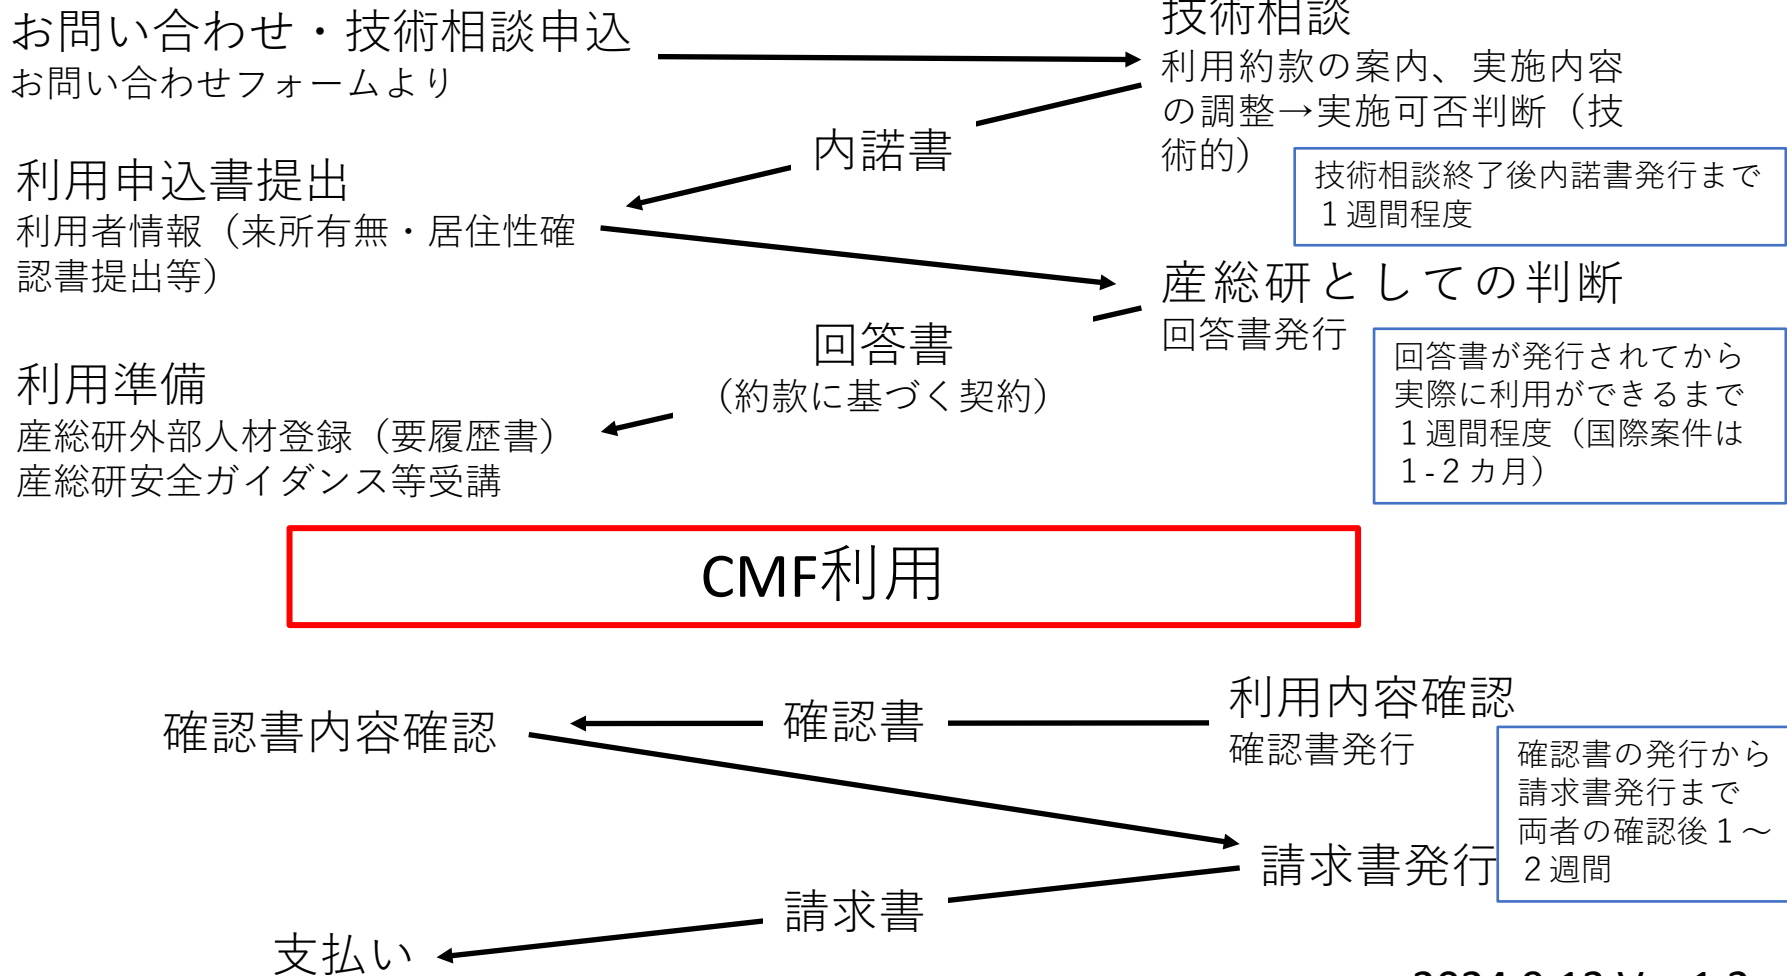 お問い合わせ・技術相談申込
お問い合わせフォームより
技術相談
利用約款の案内、実施内容
の調整→実施可否判断（技
術的）
技術相談終了後内諾書発行まで
１週間程度
内諾書
利用申込書提出
利用者情報（来所有無・居住性確
認書提出等）
産総研としての判断
回答書発行
回答書が発行されてから
実際に利用ができるまで
１週間程度（国際案件は
１-２カ月）
回答書
（約款に基づく契約）
利用準備
産総研外部人材登録（要履歴書）
産総研安全ガイダンス等受講
CMF利用
利用内容確認
確認書発行
確認書
確認書内容確認
確認書の発行から
請求書発行まで
両者の確認後１～
２週間
請求書発行
請求書
支払い